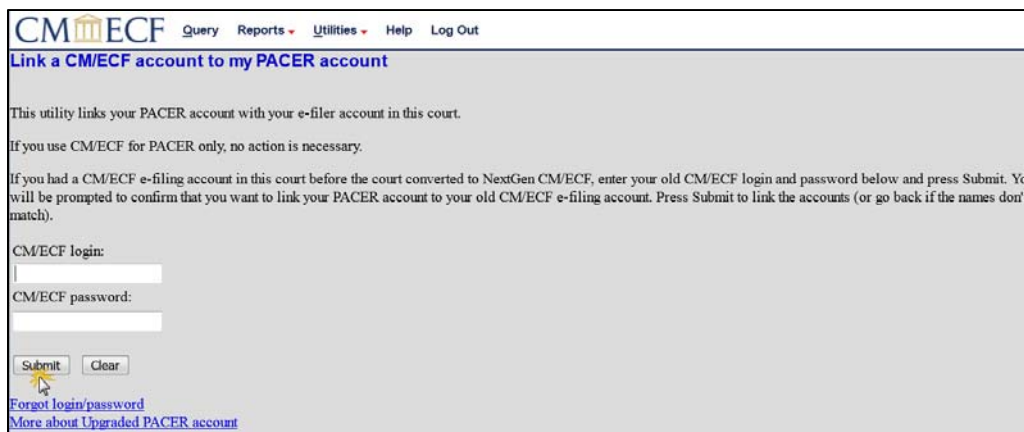 CM ECF Query Reports Utilities Help Log Out
Link a CM/ECF account to my PACER account
This utility links your PACER account with your e-filer account in this court.
If you use CM/ECF for PACER only, no action is necessary.
If you had a CM/ECF e-filing account in this court before the court converted to NextGen CM/ECF, enter your old CM/ECF login and password below and press Submit. Yo
will be prompted to confirm that you want to link your PACER account to your old CM/ECF e-filing account. Press Submit to link the accounts (or go back if the names don'
match).
CM/ECF login:
CM/ECF password:
Submit Clear
Forgot login/password
More about Upgraded PACER account